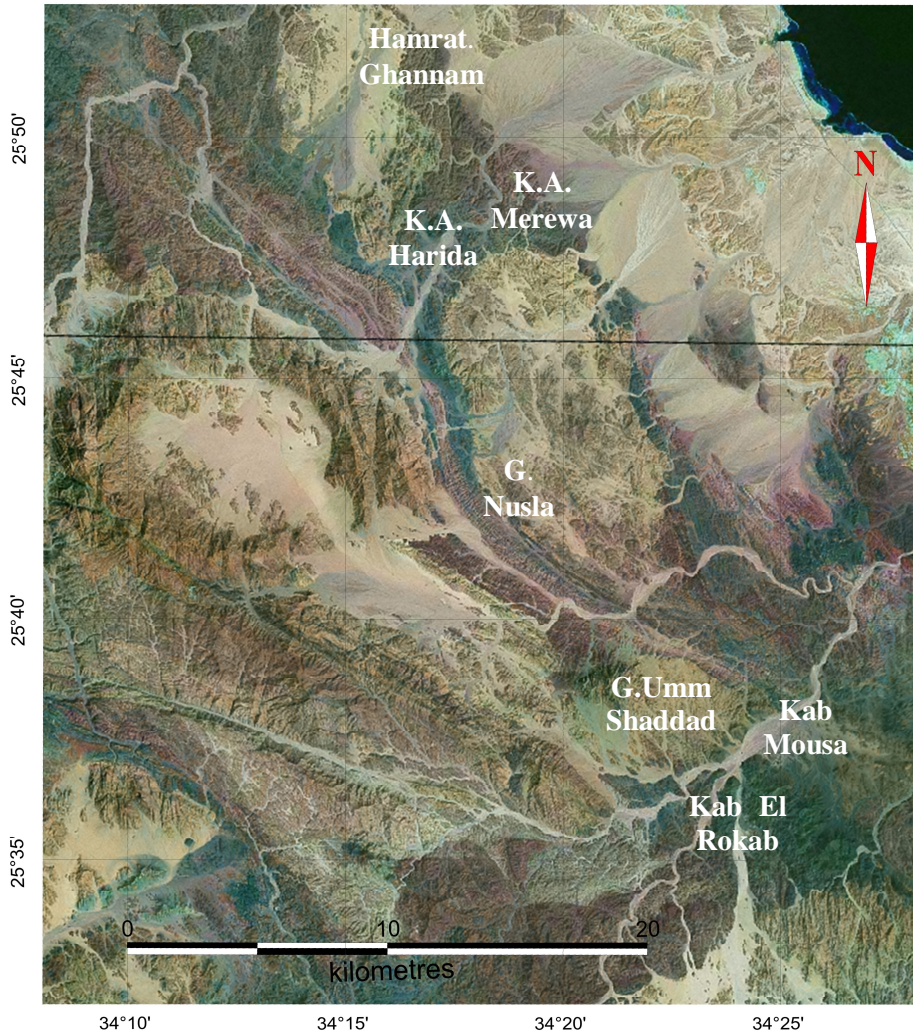 Hamrat.
Ghannam
25°50'
N
K.A.
Merewa
K.A.
Harida
25°45'
G.
Nusla
25°40'
G.Umm
Shaddad
Kab
Mousa
Kab El
Rokab
25°35'
0 10 20
kilometres
34°10' 34°15' 34°20' 34°25'